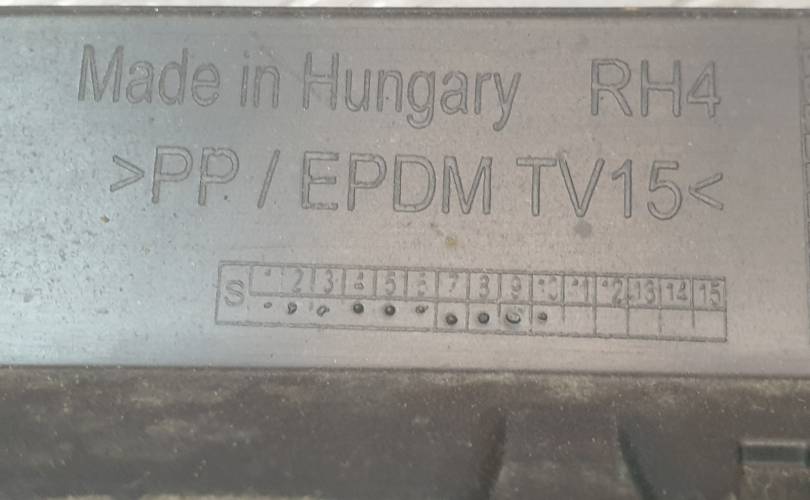 Made in Hungary RH4
>PP / EPDM TV15<
S 1 2 3 4 5 6 7 8 9 10 11 12 13 14 15